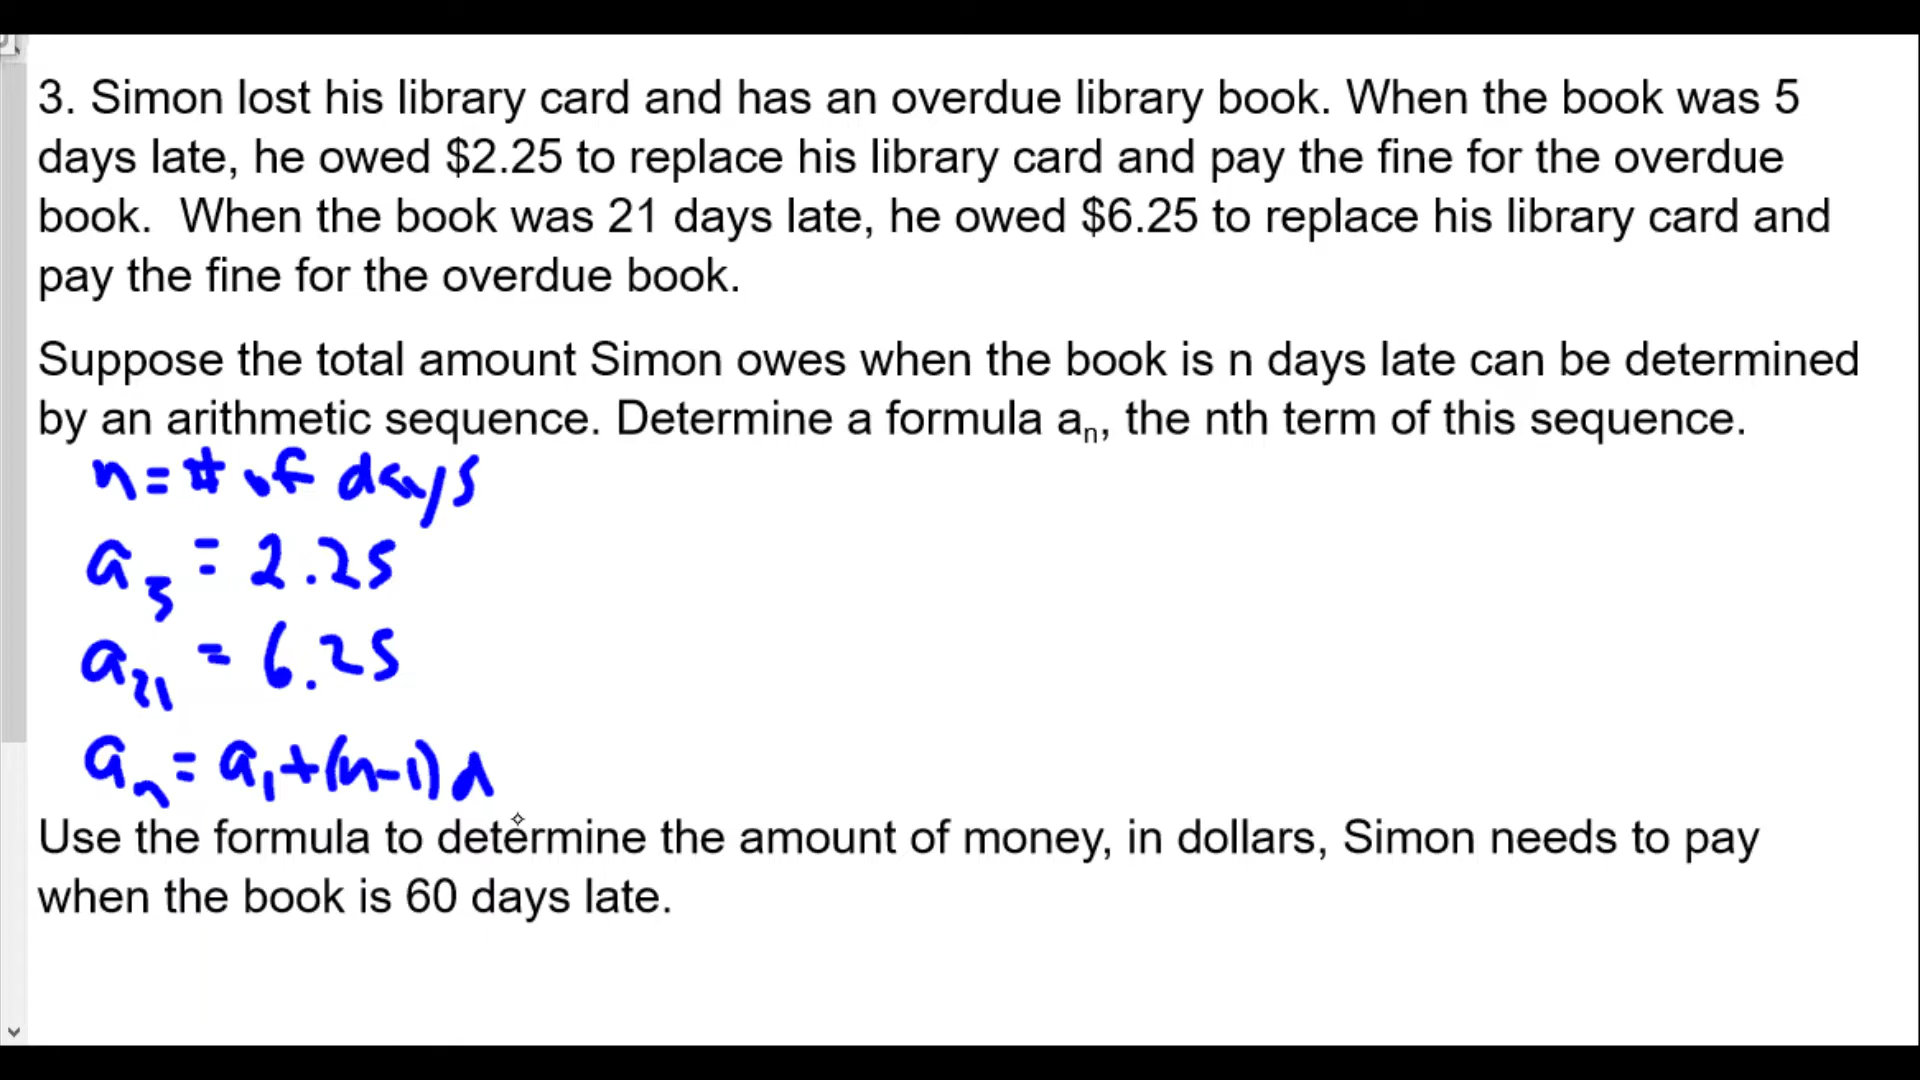 3. Simon lost his library card and has an overdue library book. When the book was 5
days late, he owed $2.25 to replace his library card and pay the fine for the overdue
book.  When the book was 21 days late, he owed $6.25 to replace his library card and
pay the fine for the overdue book.
Suppose the total amount Simon owes when the book is n days late can be determined
by an arithmetic sequence. Determine a formula aₙ, the nth term of this sequence.
n = # of days
a₅ = 2.25
a₂₁ = 6.25
aₙ = a₁ + (n-1)d
Use the formula to determine the amount of money, in dollars, Simon needs to pay
when the book is 60 days late.